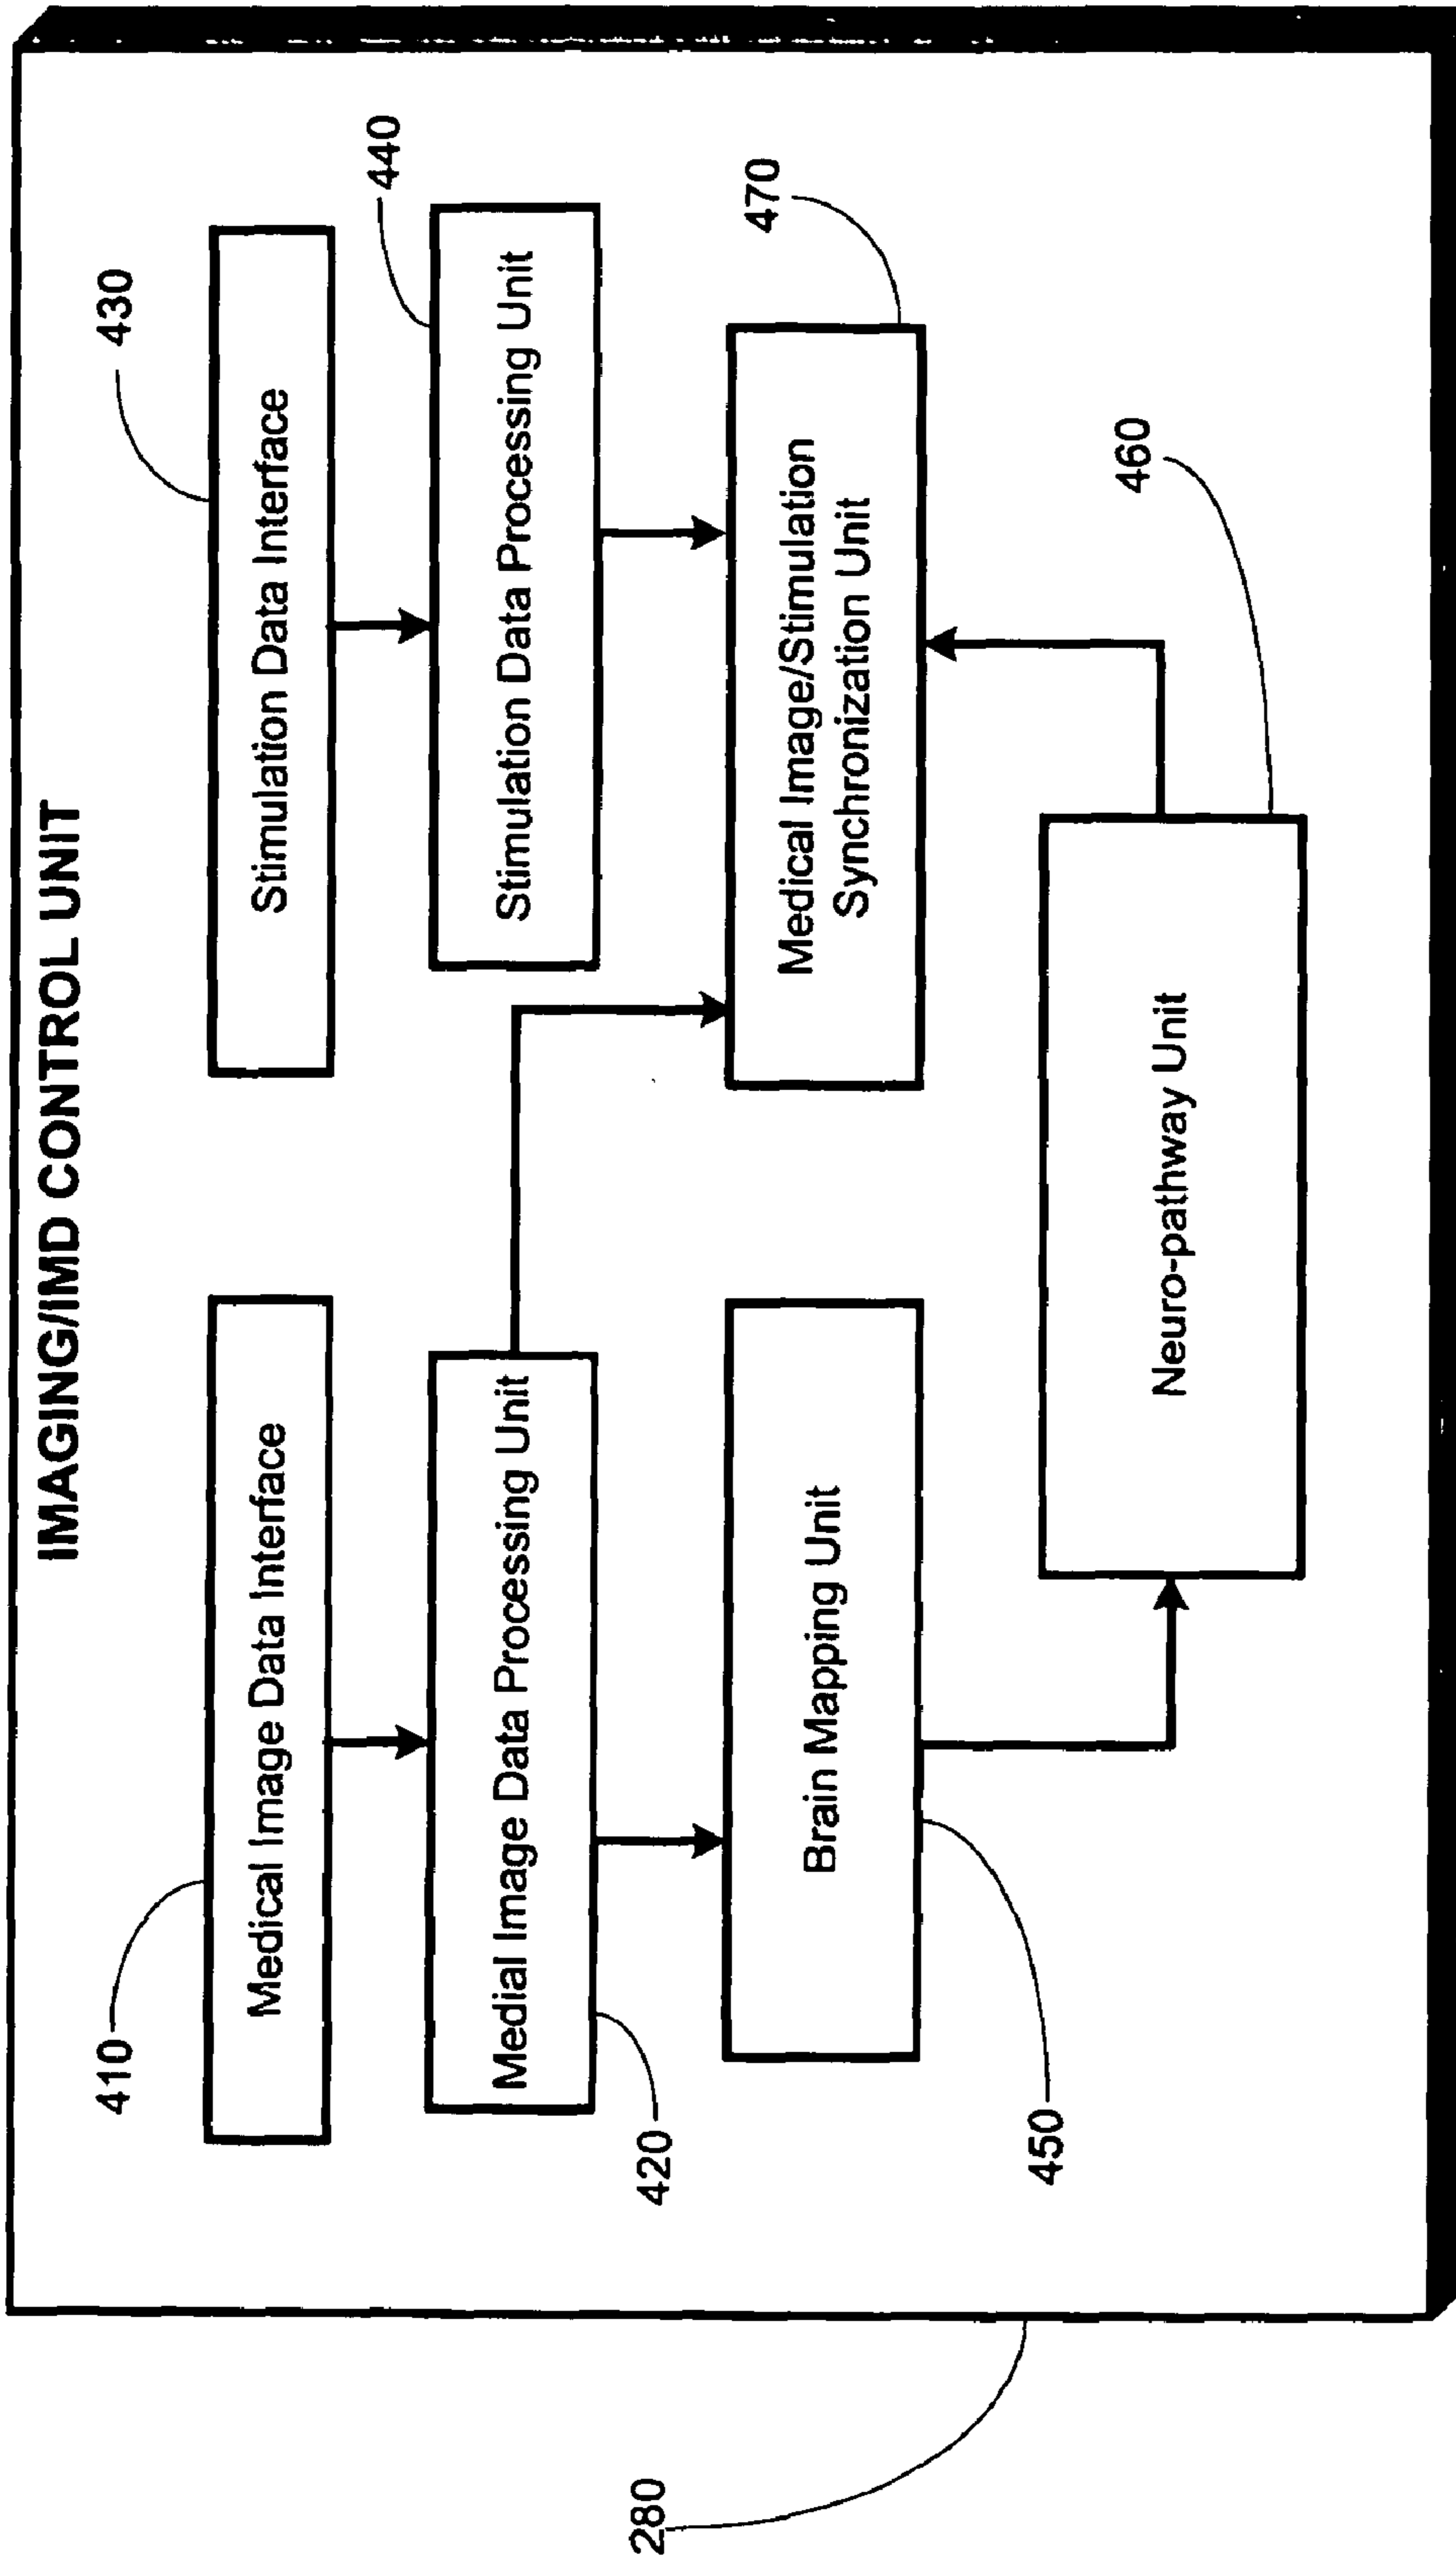 IMAGING/IMD CONTROL UNIT
410
Medical Image Data Interface
430
Stimulation Data Interface
420
Medial Image Data Processing Unit
440
Stimulation Data Processing Unit
450
Brain Mapping Unit
470
Medical Image/Stimulation
Synchronization Unit
460
Neuro-pathway Unit
280